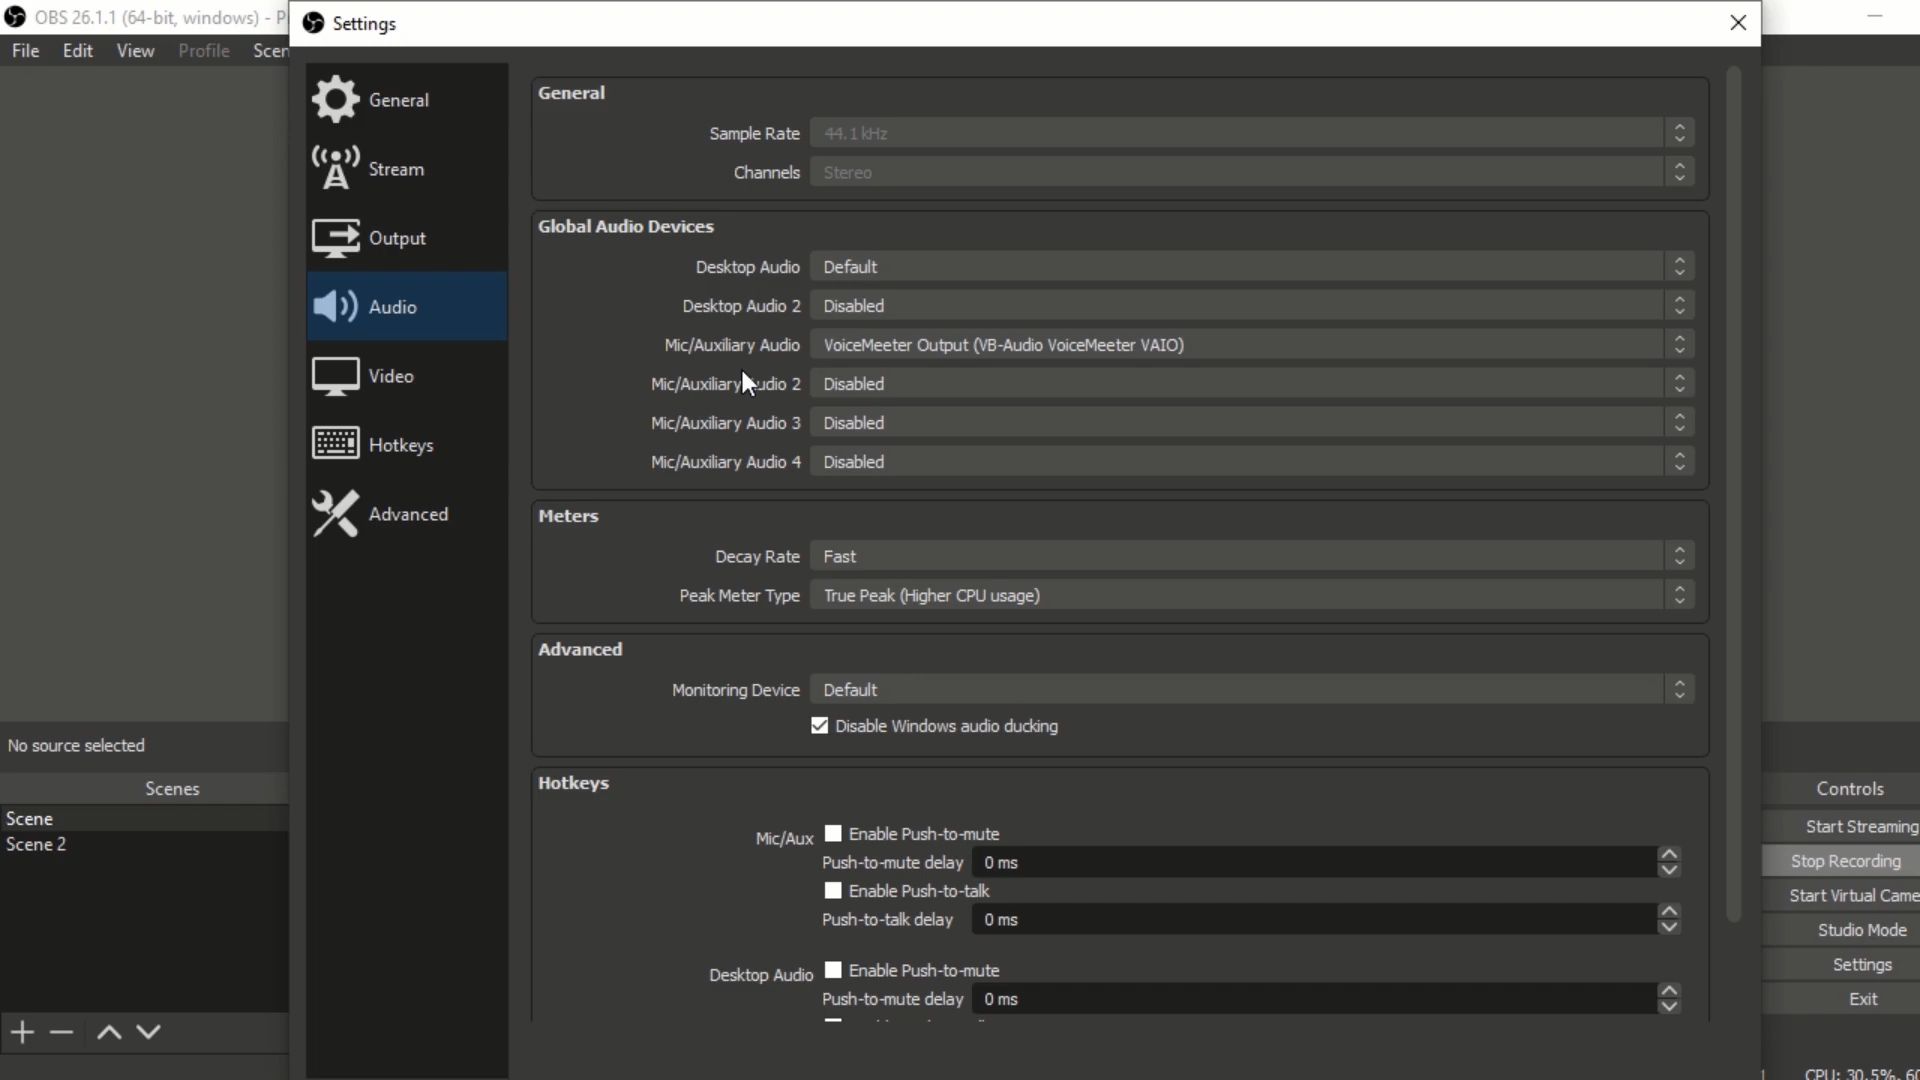 OBS 26.1.1 (64-bit, windows) - P
Settings
File Edit View Profile Scen
General
Stream
Output
Audio
Video
Hotkeys
Advanced
General
Sample Rate 44.1 kHz
Channels Stereo
Global Audio Devices
Desktop Audio Default
Desktop Audio 2 Disabled
Mic/Auxiliary Audio VoiceMeeter Output (VB-Audio VoiceMeeter VAIO)
Mic/Auxiliary Audio 2 Disabled
Mic/Auxiliary Audio 3 Disabled
Mic/Auxiliary Audio 4 Disabled
Meters
Decay Rate Fast
Peak Meter Type True Peak (Higher CPU usage)
Advanced
Monitoring Device Default
Disable Windows audio ducking
Hotkeys
Mic/Aux Enable Push-to-mute
Push-to-mute delay 0 ms
Enable Push-to-talk
Push-to-talk delay 0 ms
Desktop Audio Enable Push-to-mute
Push-to-mute delay 0 ms
No source selected
Scenes
Scene
Scene 2
Controls
Start Streaming
Stop Recording
Start Virtual Came
Studio Mode
Settings
Exit
CPU: 30.5%, 60